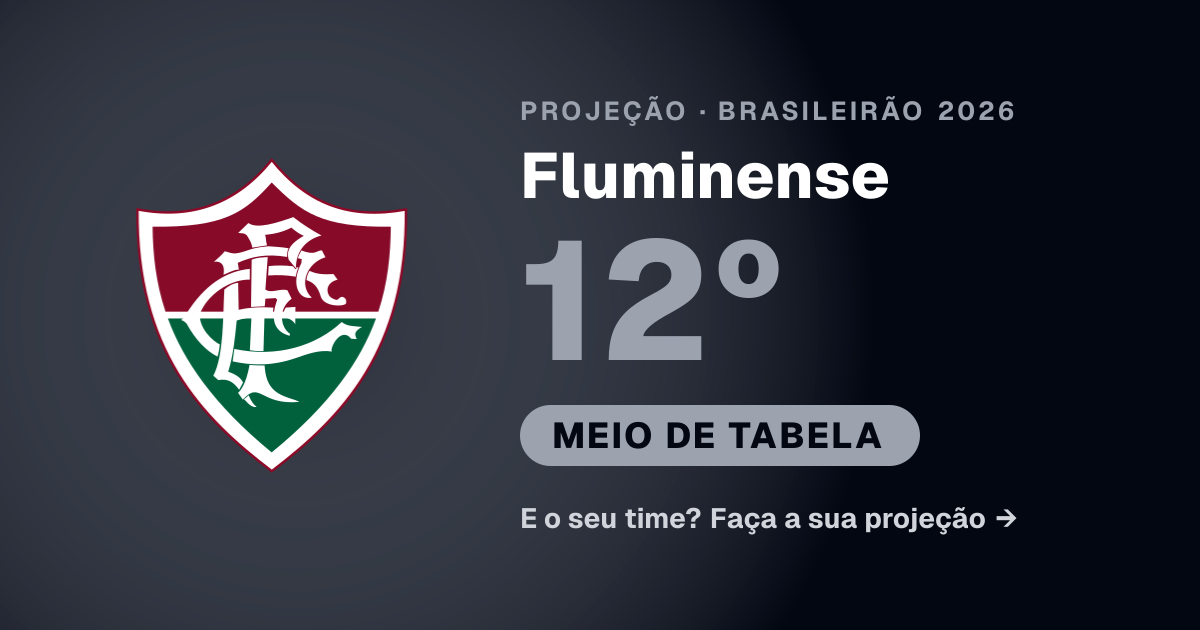 PROJEÇÃO · BRASILEIRÃO 2026
Fluminense
12º
MEIO DE TABELA
E o seu time? Faça a sua projeção →